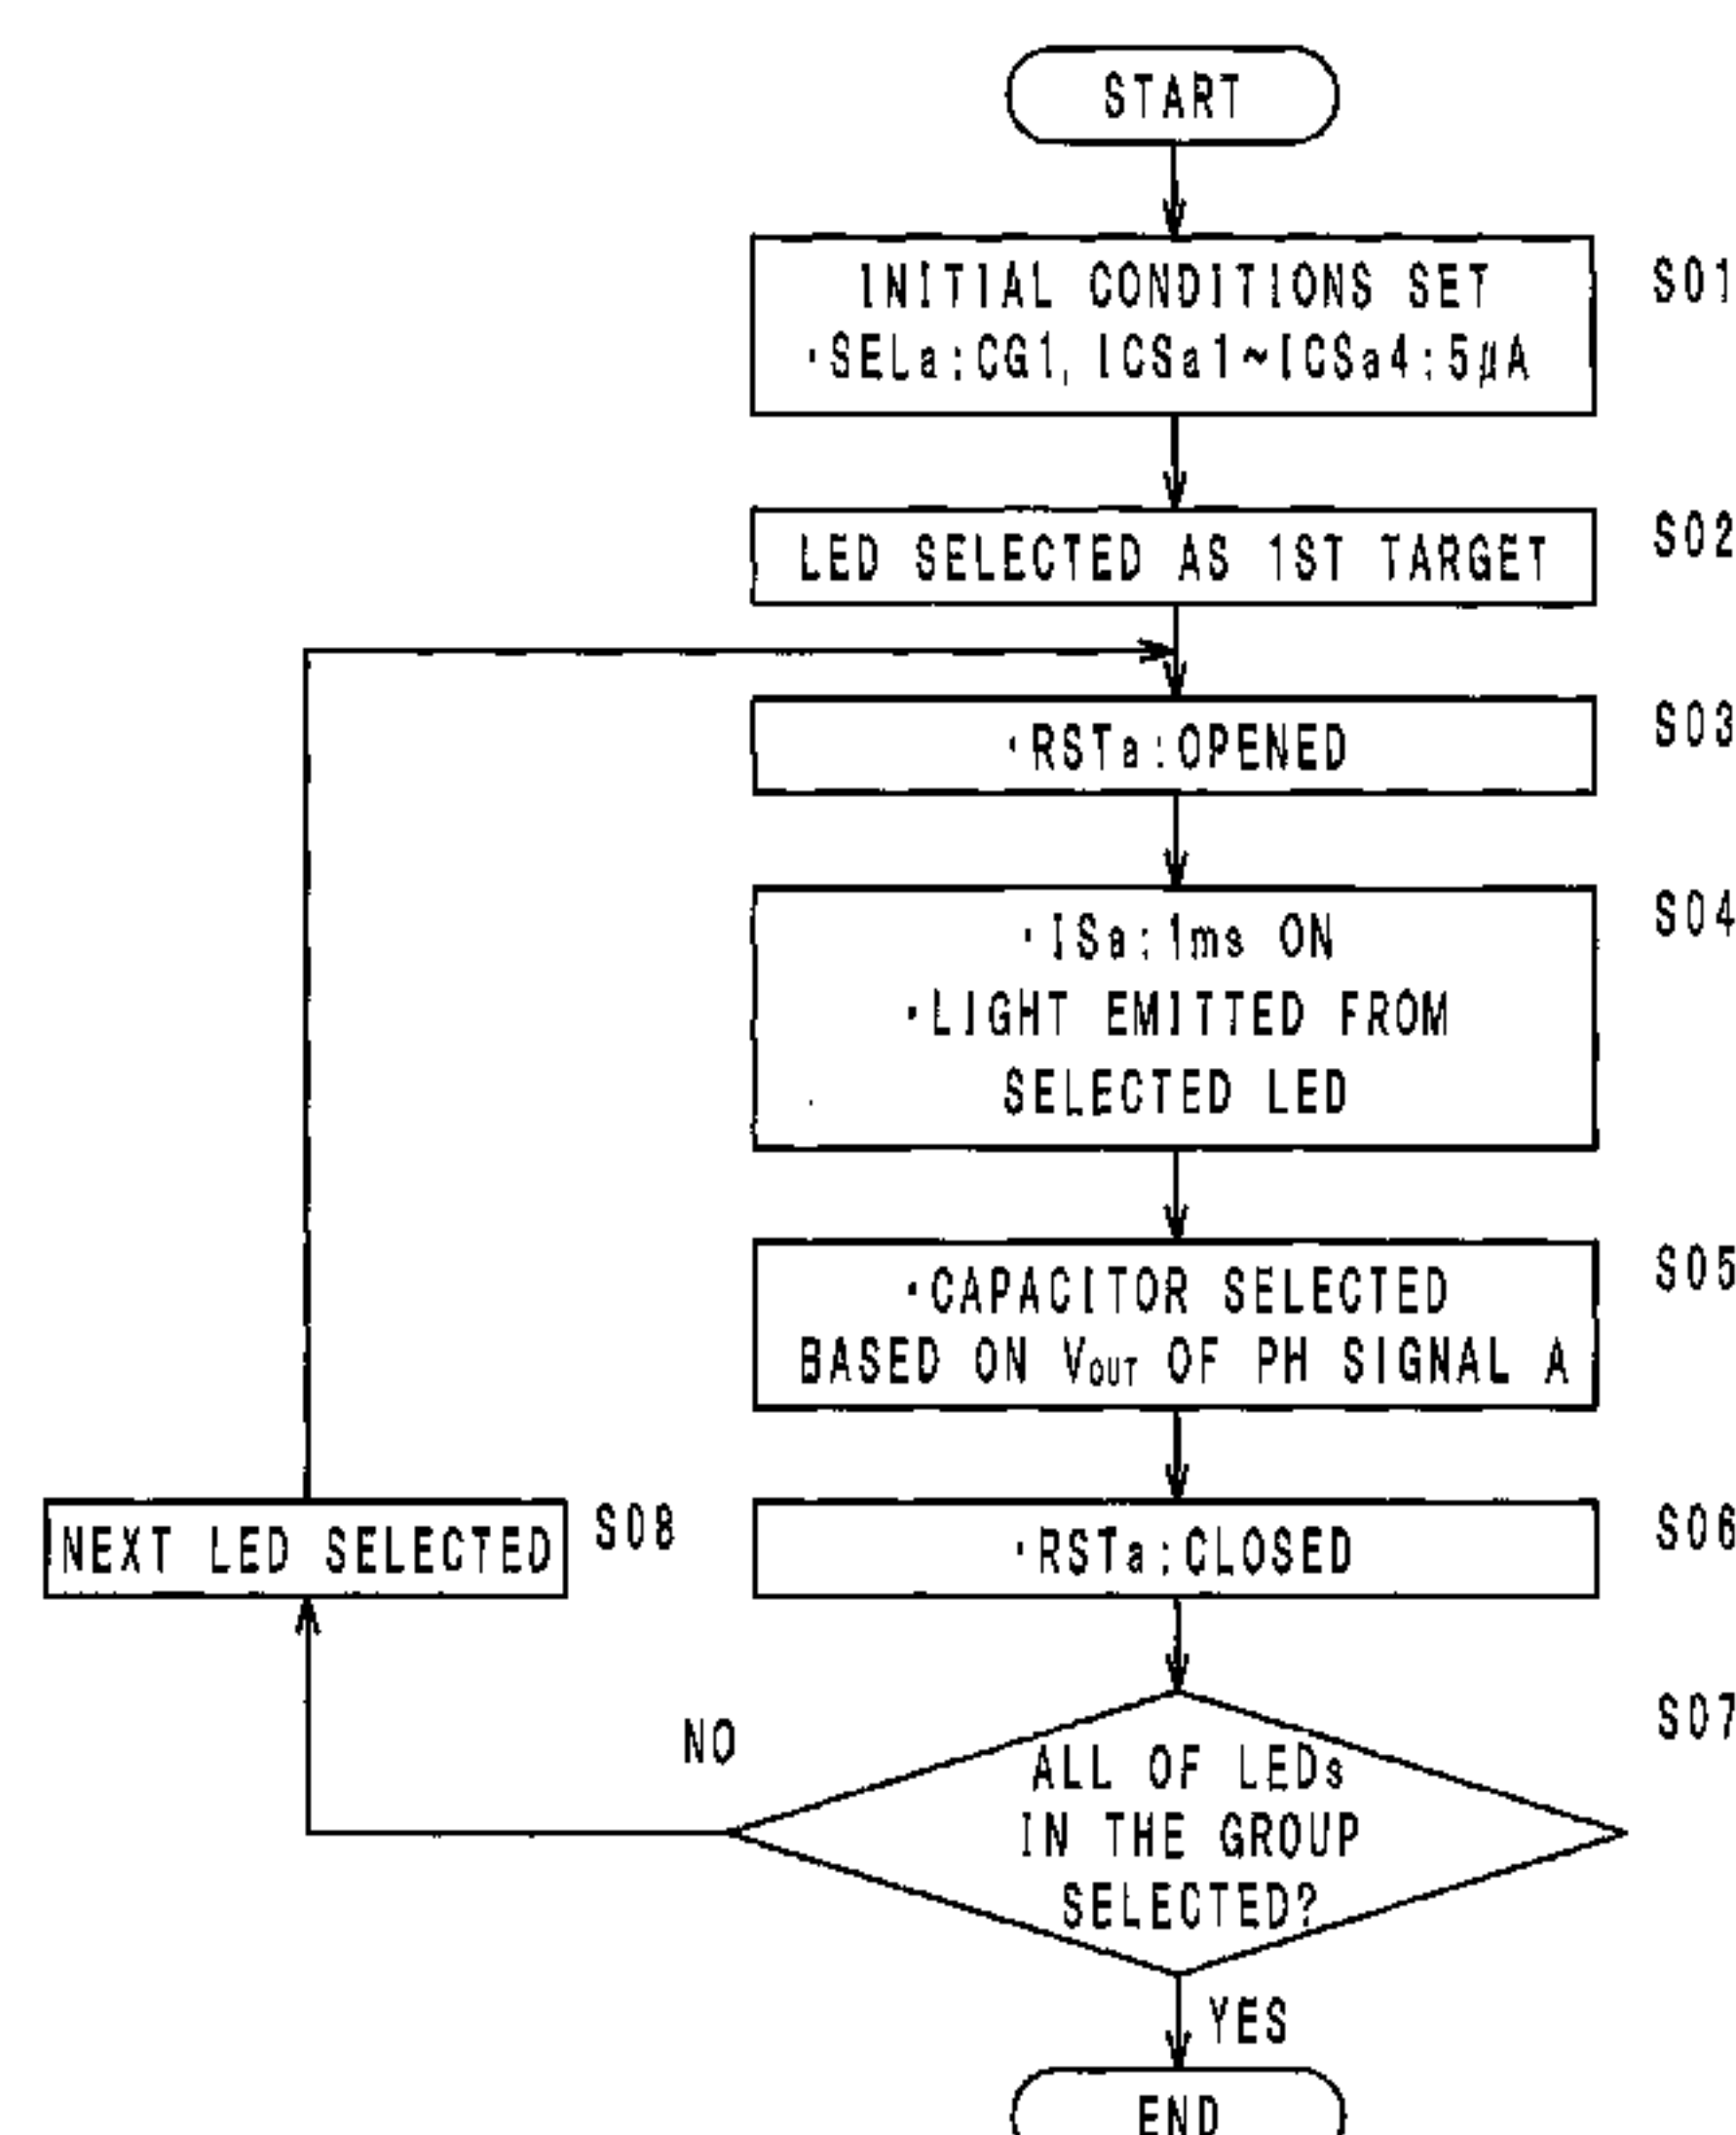 START
INITIAL CONDITIONS SET
·SELa:CG1, ICSa1~ICSa4:5μA
S01
LED SELECTED AS 1ST TARGET
S02
·RSTa:OPENED
S03
·ISa:1ms ON
·LIGHT EMITTED FROM
SELECTED LED
S04
·CAPACITOR SELECTED
BASED ON VOUT OF PH SIGNAL A
S05
·RSTa:CLOSED
S06
NEXT LED SELECTED
S08
ALL OF LEDs
IN THE GROUP
SELECTED?
S07
NO
YES
END